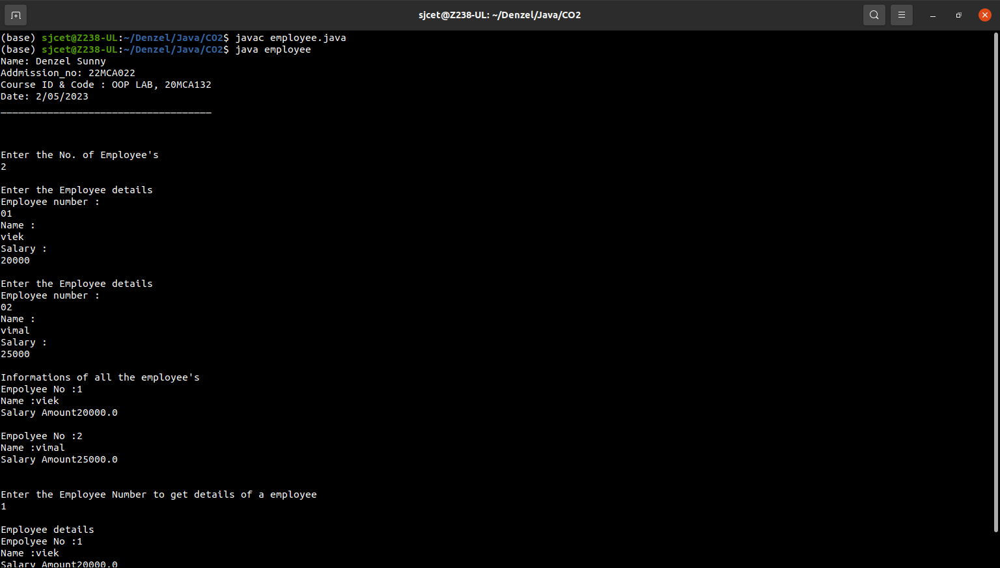 sjcet@Z238-UL: ~/Denzel/Java/CO2
(base) sjcet@Z238-UL:~/Denzel/Java/CO2$ javac employee.java
(base) sjcet@Z238-UL:~/Denzel/Java/CO2$ java employee
Name: Denzel Sunny
Addmission_no: 22MCA022
Course ID & Code : OOP LAB, 20MCA132
Date: 2/05/2023
____________________________________
Enter the No. of Employee's
2
Enter the Employee details
Employee number :
01
Name :
viek
Salary :
20000
Enter the Employee details
Employee number :
02
Name :
vimal
Salary :
25000
Informations of all the employee's
Empolyee No :1
Name :viek
Salary Amount20000.0
Empolyee No :2
Name :vimal
Salary Amount25000.0
Enter the Employee Number to get details of a employee
1
Employee details
Empolyee No :1
Name :viek
Salary Amount20000.0